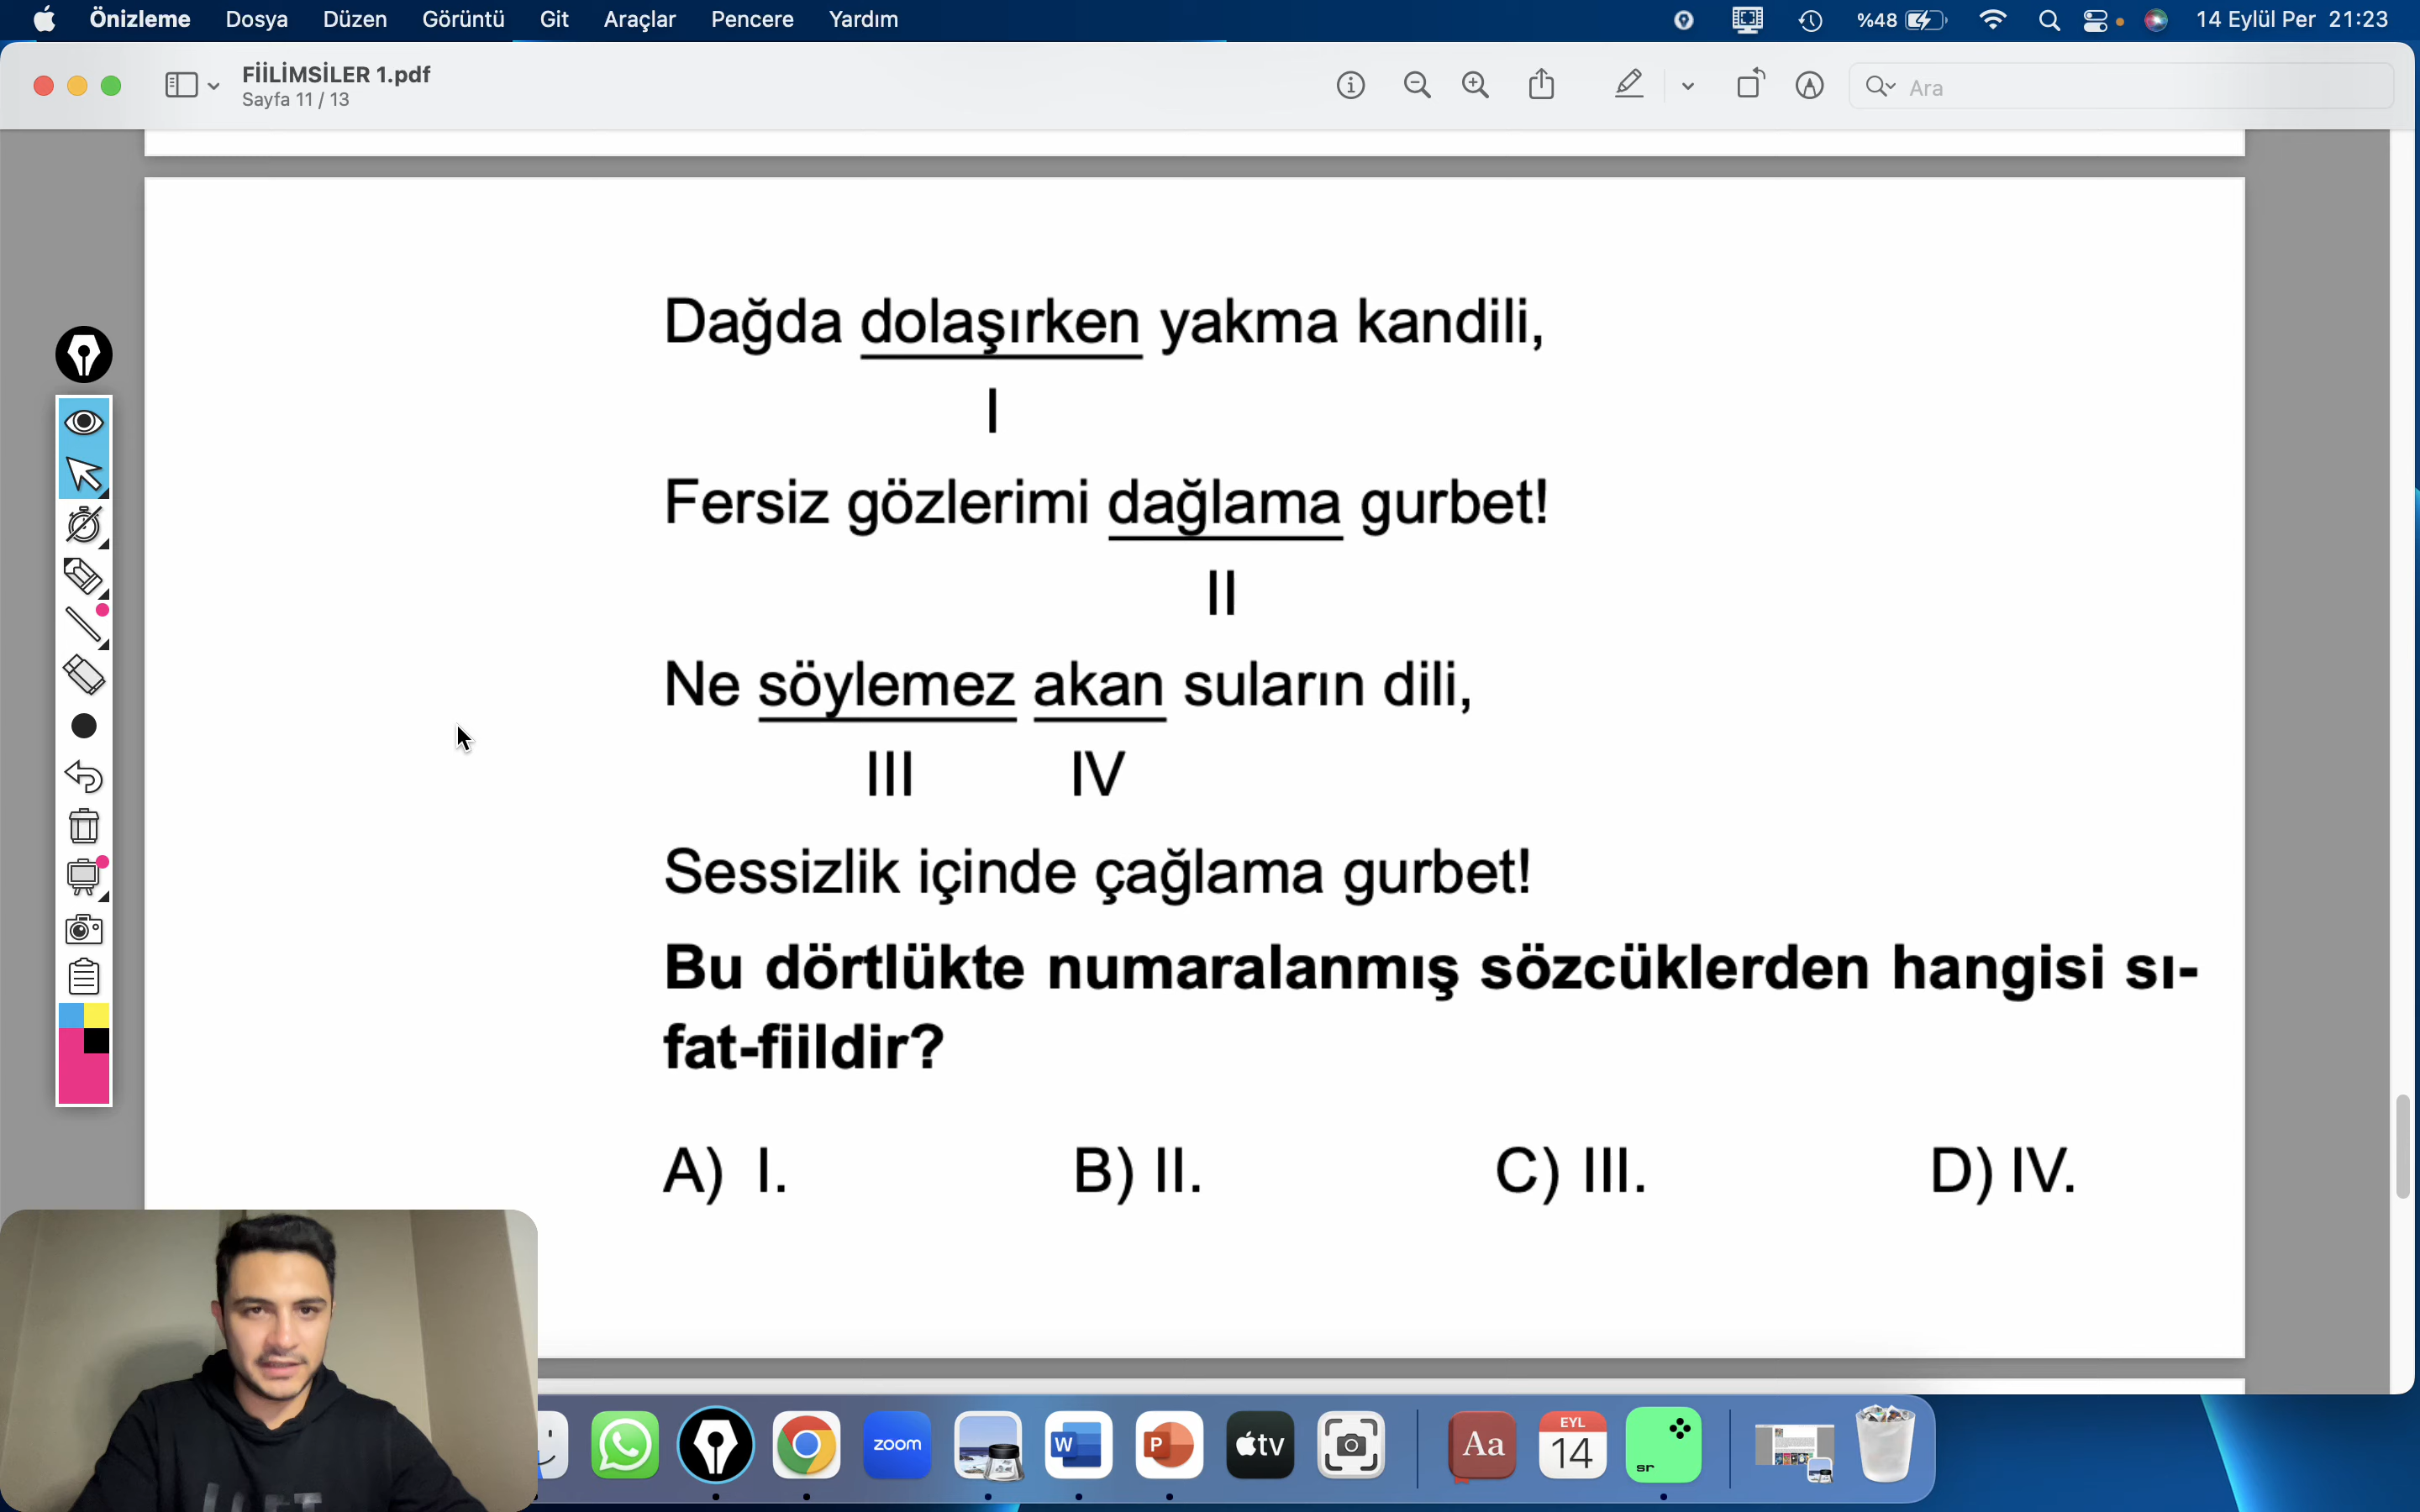 Önizleme Dosya Düzen Görüntü Git Araçlar Pencere Yardım %48 14 Eylül Per 21:23
FİİLİMSİLER 1.pdf
Sayfa 11 / 13
Ara
Dağda dolaşırken yakma kandili,
I
Fersiz gözlerimi dağlama gurbet!
II
Ne söylemez akan suların dili,
III IV
Sessizlik içinde çağlama gurbet!
Bu dörtlükte numaralanmış sözcüklerden hangisi sı-
fat-fiildir?
A) I. B) II. C) III. D) IV.
zoom W P tv Aa EYL 14 sr